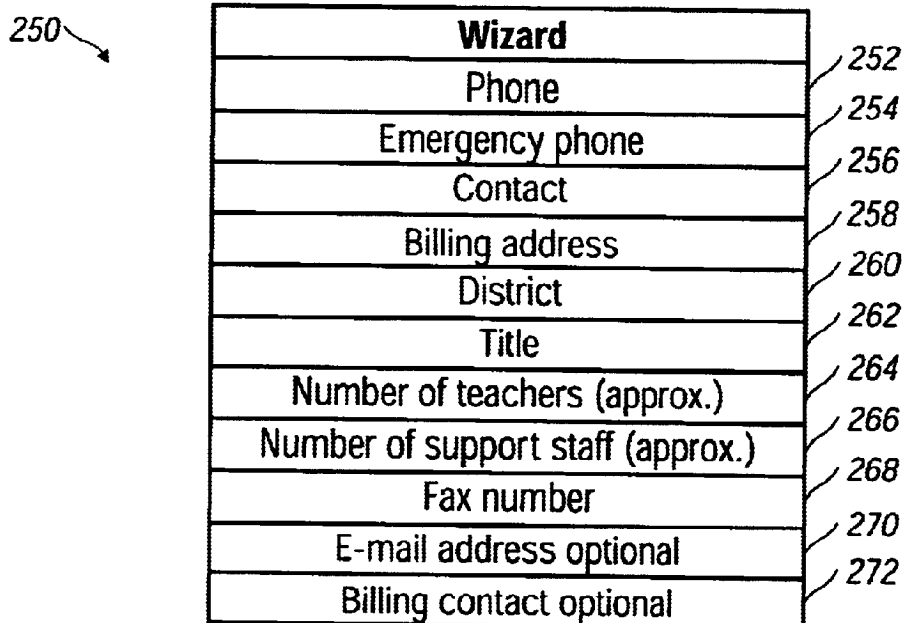 250
Wizard
252
Phone
254
Emergency phone
256
Contact
258
Billing address
260
District
262
Title
264
Number of teachers (approx.)
266
Number of support staff (approx.)
268
Fax number
270
E-mail address optional
272
Billing contact optional